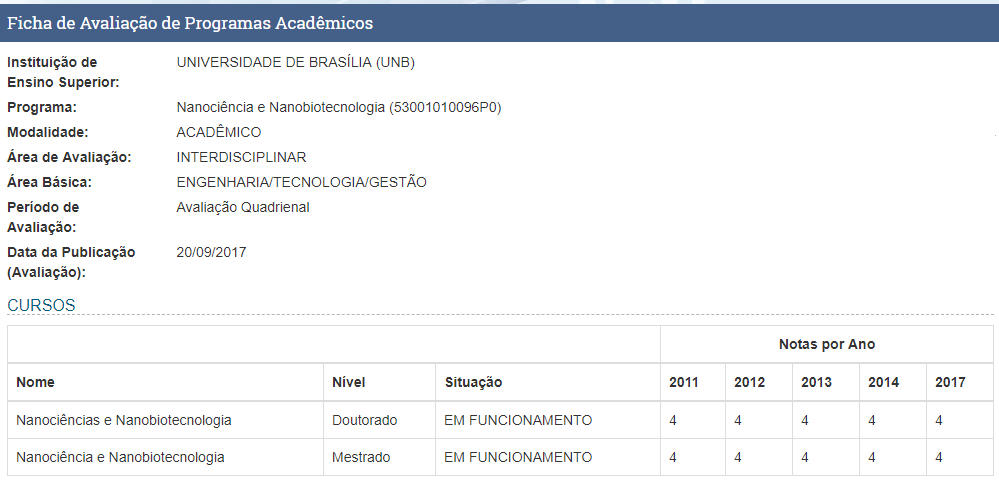 Ficha de Avaliação de Programas Acadêmicos
Instituição de Ensino Superior: UNIVERSIDADE DE BRASÍLIA (UNB)
Programa: Nanociência e Nanobiotecnologia (53001010096P0)
Modalidade: ACADÊMICO
Área de Avaliação: INTERDISCIPLINAR
Área Básica: ENGENHARIA/TECNOLOGIA/GESTÃO
Período de Avaliação: Avaliação Quadrienal
Data da Publicação (Avaliação): 20/09/2017
CURSOS
Notas por Ano
Nome Nível Situação 2011 2012 2013 2014 2017
Nanociências e Nanobiotecnologia Doutorado EM FUNCIONAMENTO 4 4 4 4 4
Nanociência e Nanobiotecnologia Mestrado EM FUNCIONAMENTO 4 4 4 4 4